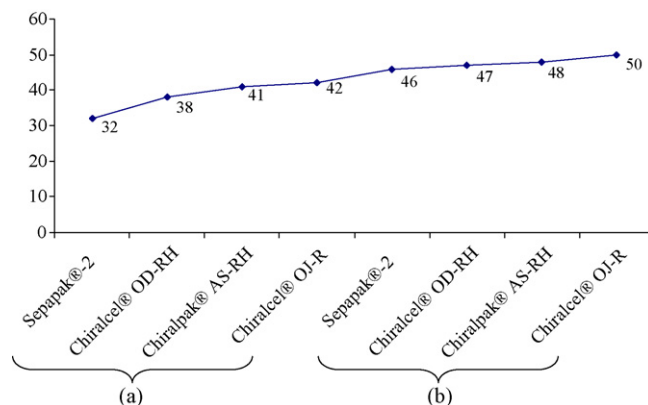 60
50
40
30
20
10
0
32
38
41
42
46
47
48
50
Sepapak®-2
Chiralcel® OD-RH
Chiralpak® AS-RH
Chiralcel® OJ-R
Sepapak®-2
Chiralcel® OD-RH
Chiralpak® AS-RH
Chiralcel® OJ-R
(a)
(b)